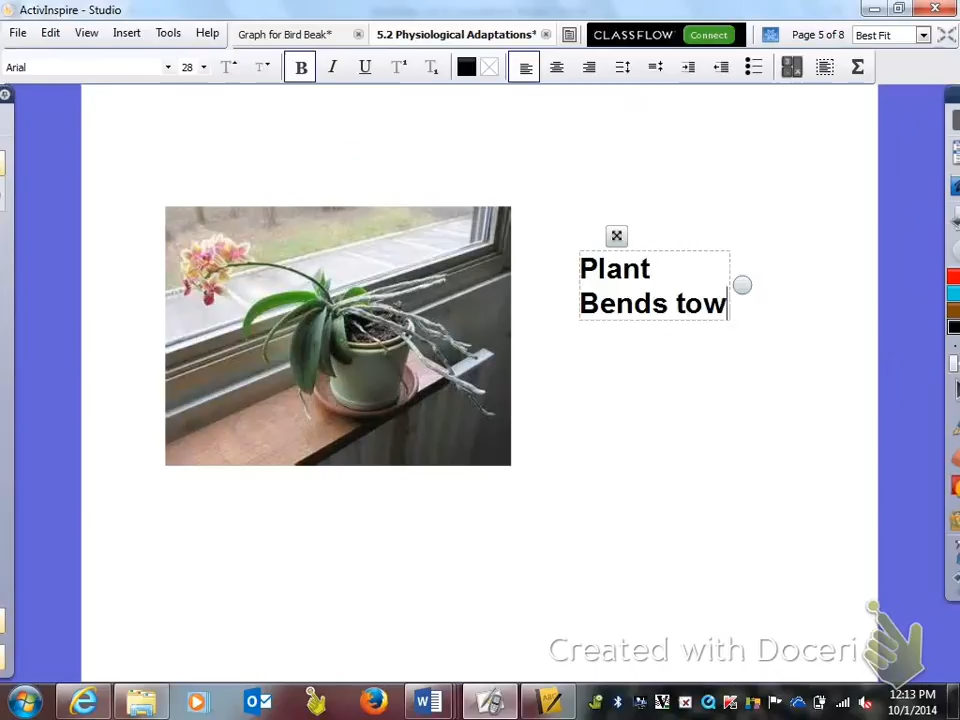 ActivInspire - Studio
File Edit View Insert Tools Help Graph for Bird Beak* 5.2 Physiological Adaptations* CLASSFLOW Connect Page 5 of 8 Best Fit
Arial 28 B I U T T Σ
Plant
Bends tow
Created with Doceri
12:13 PM
10/1/2014